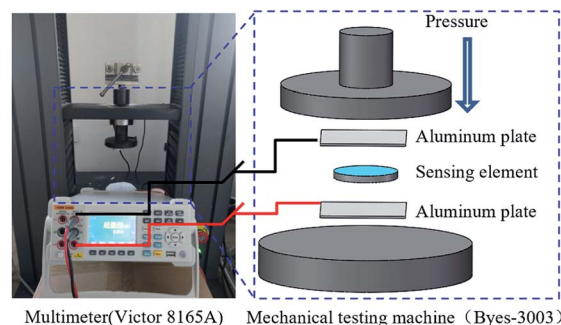 Pressure
Aluminum plate
Sensing element
Aluminum plate
Multimeter(Victor 8165A)
Mechanical testing machine（Byes-3003）